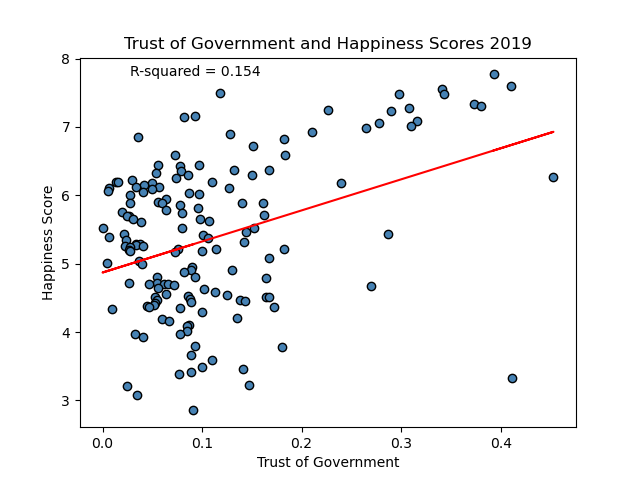 Trust of Government and Happiness Scores 2019
R-squared = 0.154
8
7
6
5
4
3
Happiness Score
0.0 0.1 0.2 0.3 0.4
Trust of Government